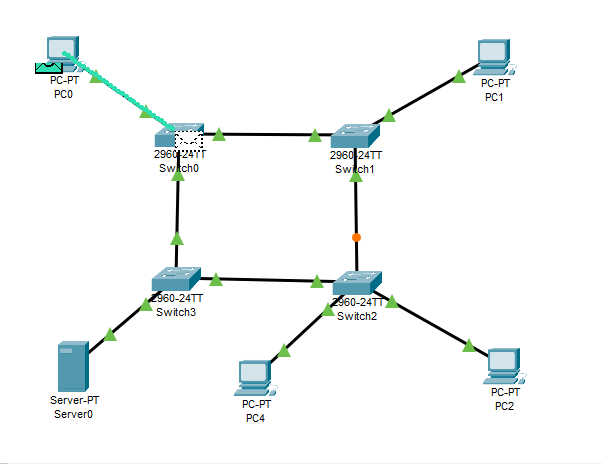 PC-PT
PC0
PC-PT
PC1
2960-24TT
Switch0
2960-24TT
Switch1
2960-24TT
Switch3
2960-24TT
Switch2
Server-PT
Server0
PC-PT
PC4
PC-PT
PC2